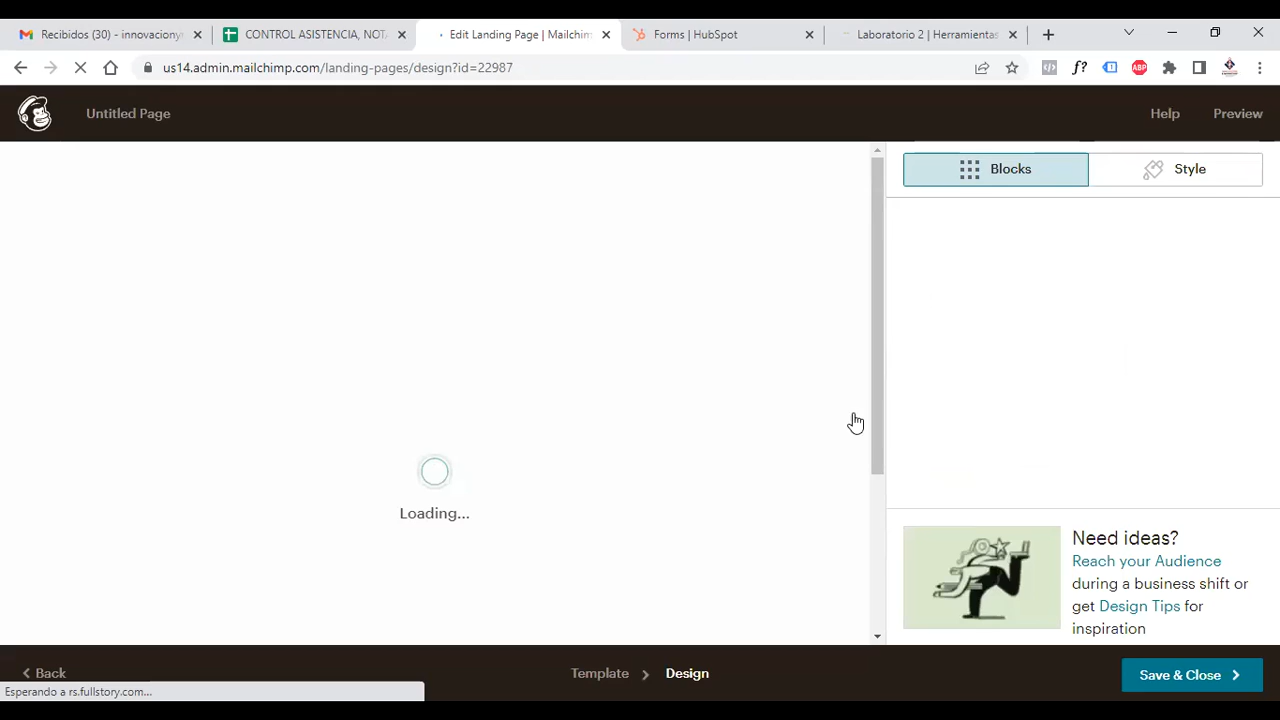 Recibidos (30) - innovaciony
CONTROL ASISTENCIA, NOTA
Edit Landing Page | Mailchim
Forms | HubSpot
Laboratorio 2 | Herramientas
us14.admin.mailchimp.com/landing-pages/design?id=22987
f?
ABP
Untitled Page
Help
Preview
Blocks
Style
Loading...
Need ideas?
Reach your Audience
during a business shift or
get Design Tips for
inspiration
Back
Template
Design
Save & Close
Esperando a rs.fullstory.com...